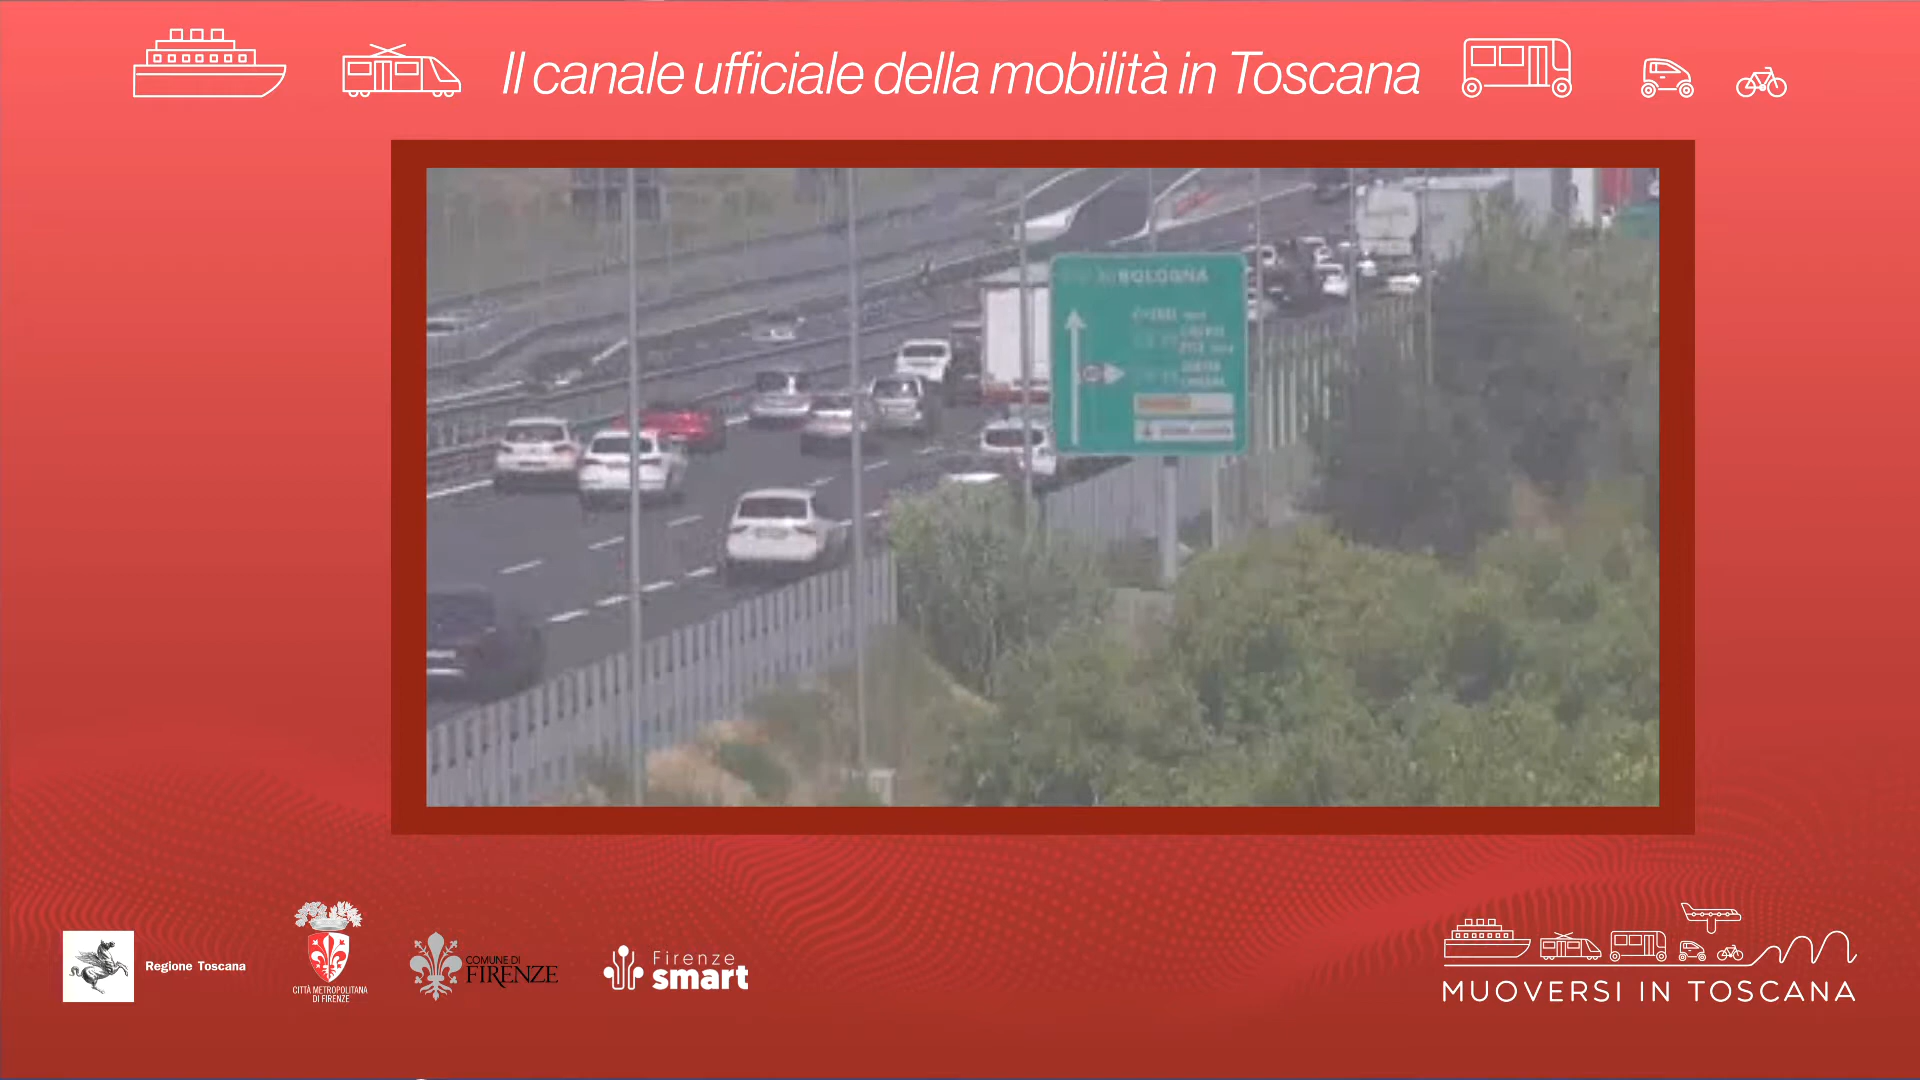 Il canale ufficiale della mobilità in Toscana
BOLOGNA
Regione Toscana
CITTÀ METROPOLITANA
DI FIRENZE
COMUNE DI
FIRENZE
Firenze
smart
MUOVERSI IN TOSCANA